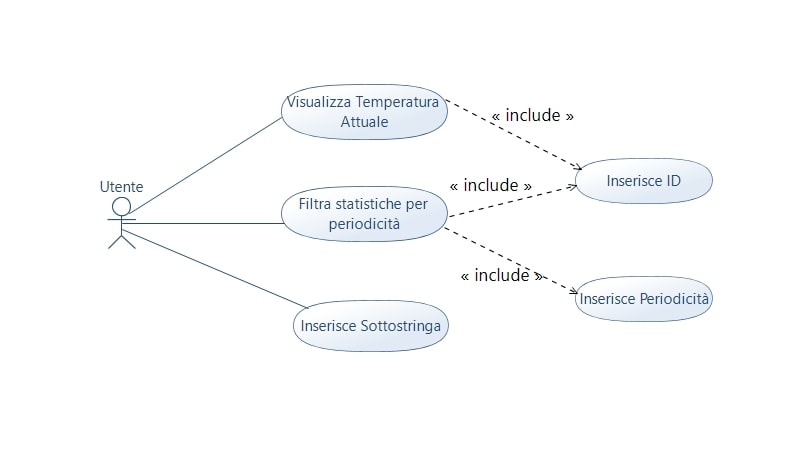 Visualizza Temperatura
Attuale
« include »
Utente
Filtra statistiche per
periodicità
« include »
Inserisce ID
« include »
Inserisce Periodicità
Inserisce Sottostringa